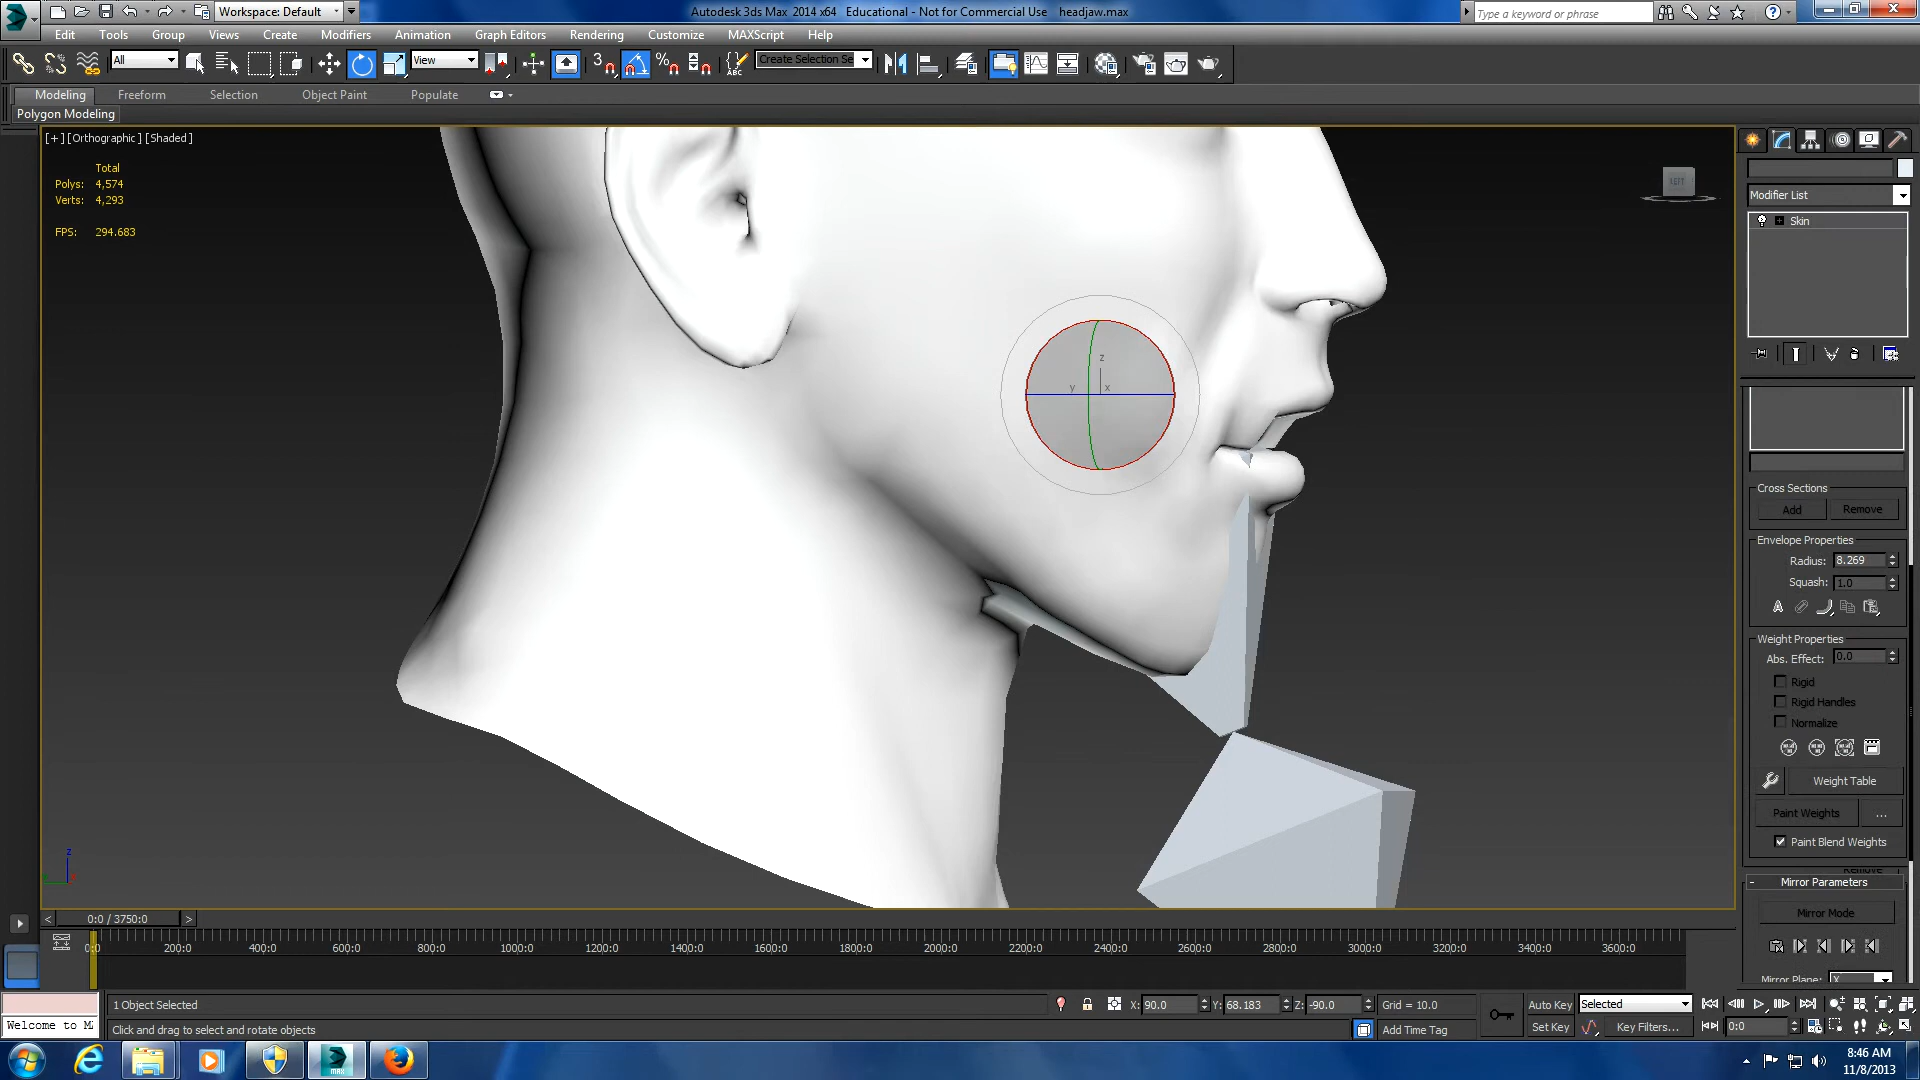 Workspace: Default
Autodesk 3ds Max  2014 x64   Educational - Not for Commercial Use   headjaw.max
Type a keyword or phrase
Edit Tools Group Views Create Modifiers Animation Graph Editors Rendering Customize MAXScript Help
All View 3 % ABC Create Selection Se
Modeling Freeform Selection Object Paint Populate
Polygon Modeling
[+] [Orthographic] [Shaded]
Total
Polys: 4,574
Verts: 4,293
FPS: 294.683
LEFT
z
y x
Modifier List
Skin
Cross Sections
Add Remove
Envelope Properties
Radius: 8.269
Squash: 1.0
A
Weight Properties
Abs. Effect: 0.0
Rigid
Rigid Handles
Normalize
Weight Table
Paint Weights ...
Paint Blend Weights
Remove
- Mirror Parameters
Mirror Mode
Mirror Plane: X
z
< 0:0 / 3750:0 >
0:0 200:0 400:0 600:0 800:0 1000:0 1200:0 1400:0 1600:0 1800:0 2000:0 2200:0 2400:0 2600:0 2800:0 3000:0 3200:0 3400:0 3600:0
1 Object Selected X: 90.0 Y: 68.183 Z: -90.0 Grid = 10.0 Auto Key Selected
Welcome to M Click and drag to select and rotate objects Add Time Tag Set Key Key Filters... 0:0
MAX
8:46 AM
11/8/2013